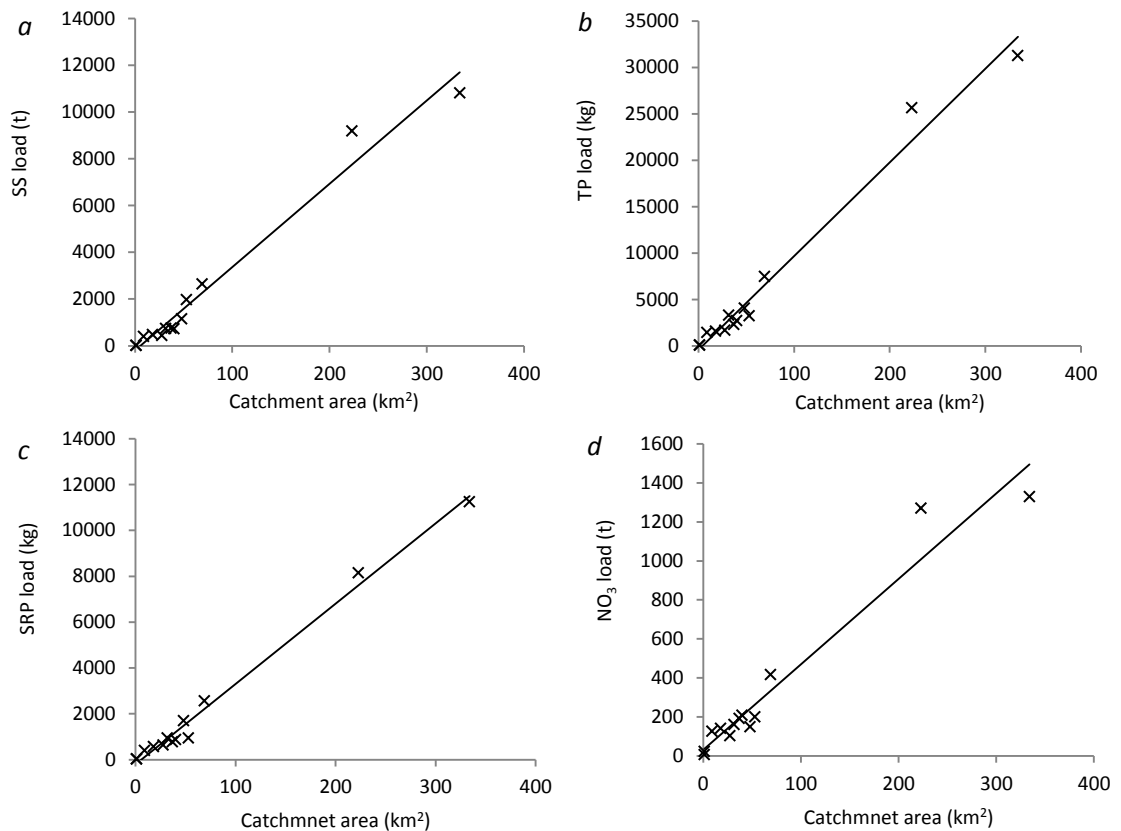 a
14000
12000
10000
8000
6000
4000
2000
0
SS load (t)
0 100 200 300 400
Catchment area (km²)
b
35000
30000
25000
20000
15000
10000
5000
0
TP load (kg)
0 100 200 300 400
Catchment area (km²)
c
14000
12000
10000
8000
6000
4000
2000
0
SRP load (kg)
0 100 200 300 400
Catchmnet area (km²)
d
1600
1400
1200
1000
800
600
400
200
0
NO₃ load (t)
0 100 200 300 400
Catchmnet area (km²)